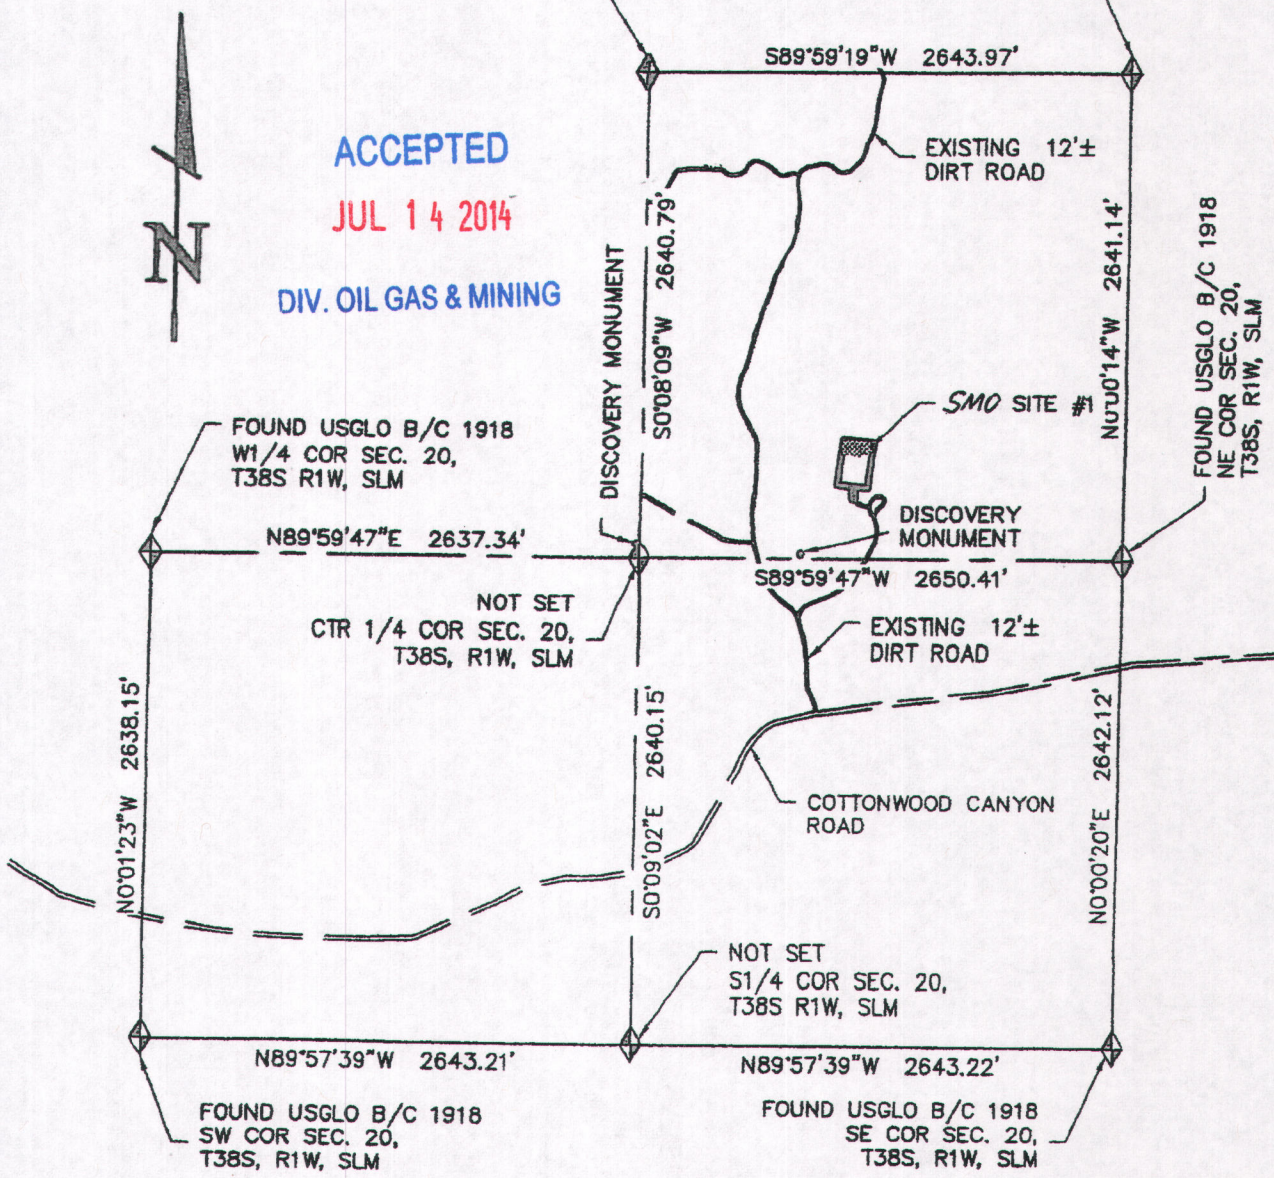 S89°59'19"W 2643.97'
ACCEPTED
JUL 14 2014
DIV. OIL GAS & MINING
N
EXISTING 12'±
DIRT ROAD
S0°08'09"W 2640.79'
N0°00'14"W 2641.14'
DISCOVERY MONUMENT
FOUND USGLO B/C 1918
NE COR SEC. 20,
T38S, R1W, SLM
SMO SITE #1
FOUND USGLO B/C 1918
W1/4 COR SEC. 20,
T38S R1W, SLM
DISCOVERY
MONUMENT
N89°59'47"E 2637.34'
S89°59'47"W 2650.41'
NOT SET
CTR 1/4 COR SEC. 20,
T38S, R1W, SLM
EXISTING 12'±
DIRT ROAD
N0°01'23"W 2638.15'
S0°09'02"E 2640.15'
N0°00'20"E 2642.12'
COTTONWOOD CANYON
ROAD
NOT SET
S1/4 COR SEC. 20,
T38S R1W, SLM
N89°57'39"W 2643.21'
N89°57'39"W 2643.22'
FOUND USGLO B/C 1918
SW COR SEC. 20,
T38S, R1W, SLM
FOUND USGLO B/C 1918
SE COR SEC. 20,
T38S, R1W, SLM